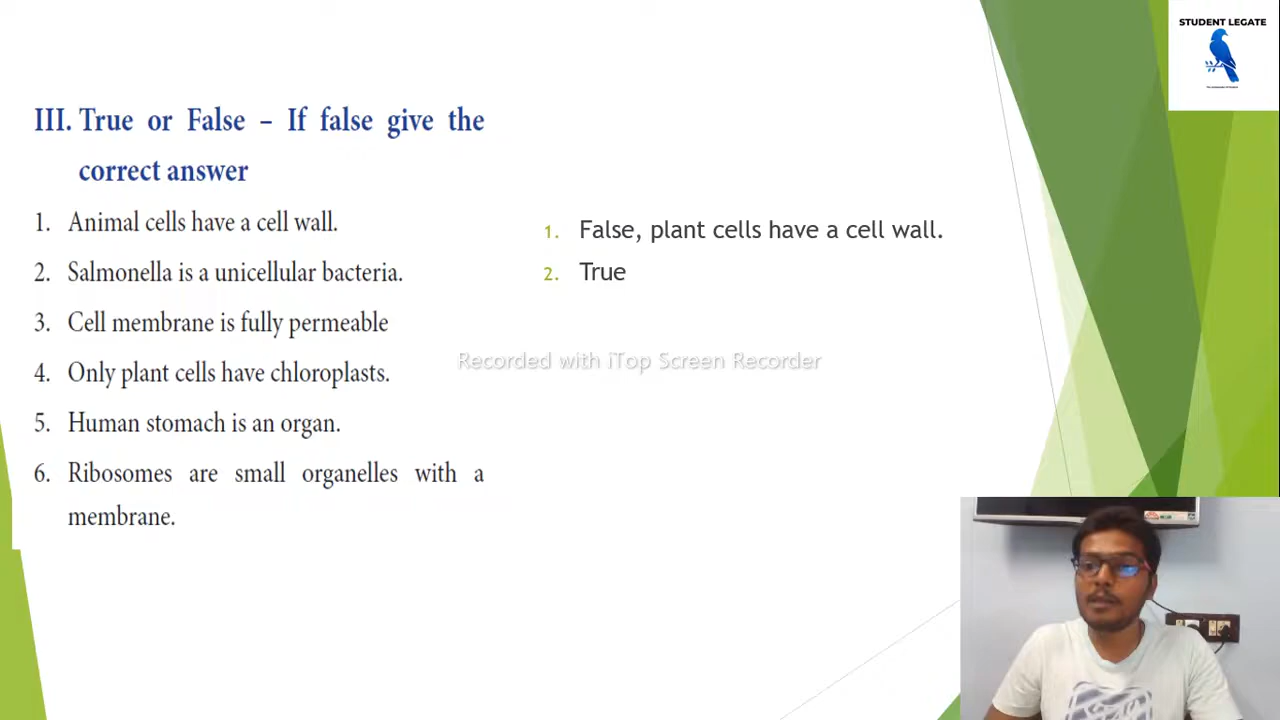 STUDENT LEGATE
III. True or False – If false give the
correct answer
1. Animal cells have a cell wall.
2. Salmonella is a unicellular bacteria.
3. Cell membrane is fully permeable
4. Only plant cells have chloroplasts.
5. Human stomach is an organ.
6. Ribosomes are small organelles with a
membrane.
1. False, plant cells have a cell wall.
2. True
Recorded with iTop Screen Recorder